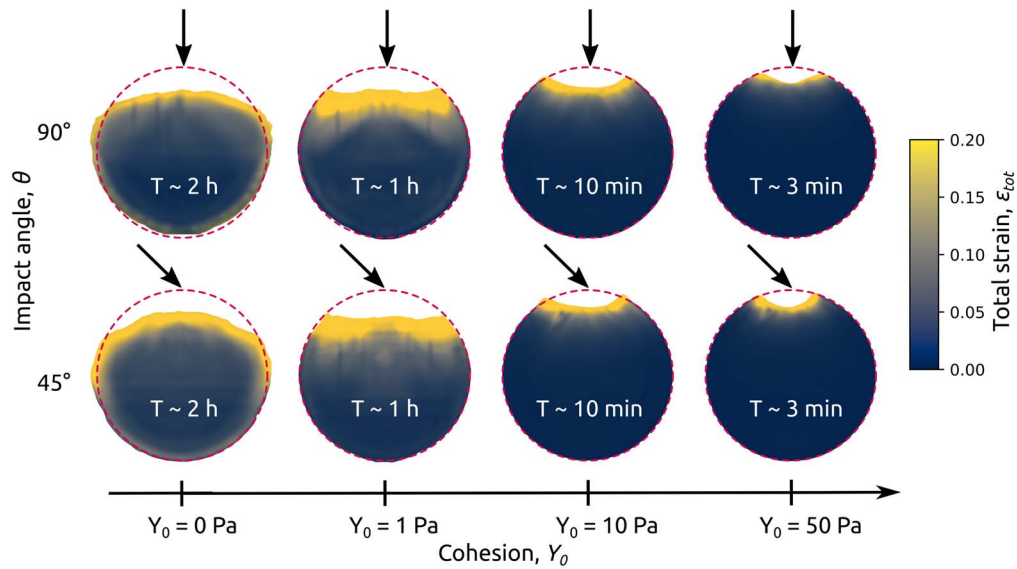 90°
T ~ 2 h
T ~ 1 h
T ~ 10 min
T ~ 3 min
Impact angle, θ
45°
T ~ 2 h
T ~ 1 h
T ~ 10 min
T ~ 3 min
0.20
0.15
0.10
0.05
0.00
Total strain, ε_tot
Y₀ = 0 Pa
Y₀ = 1 Pa
Y₀ = 10 Pa
Y₀ = 50 Pa
Cohesion, Y₀